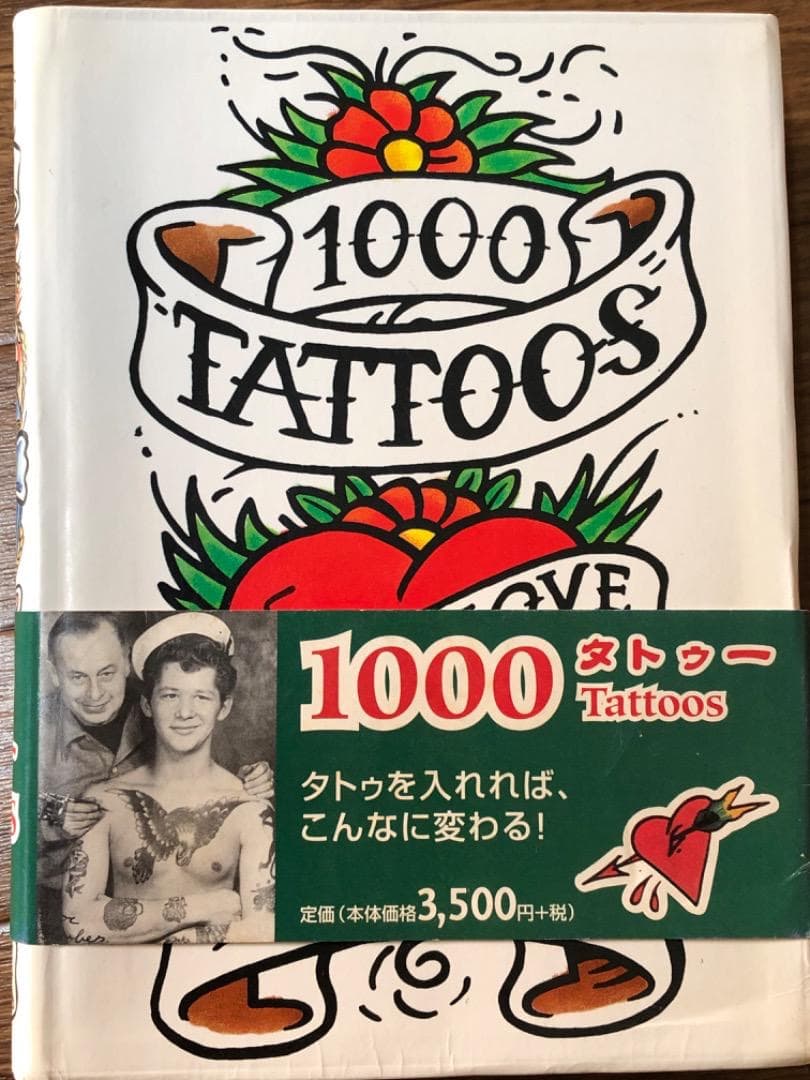 1000
TATTOOS
LOVE
1000 タトゥー
Tattoos
タトゥを入れれば、
こんなに変わる!
定価(本体価格3,500円+税)